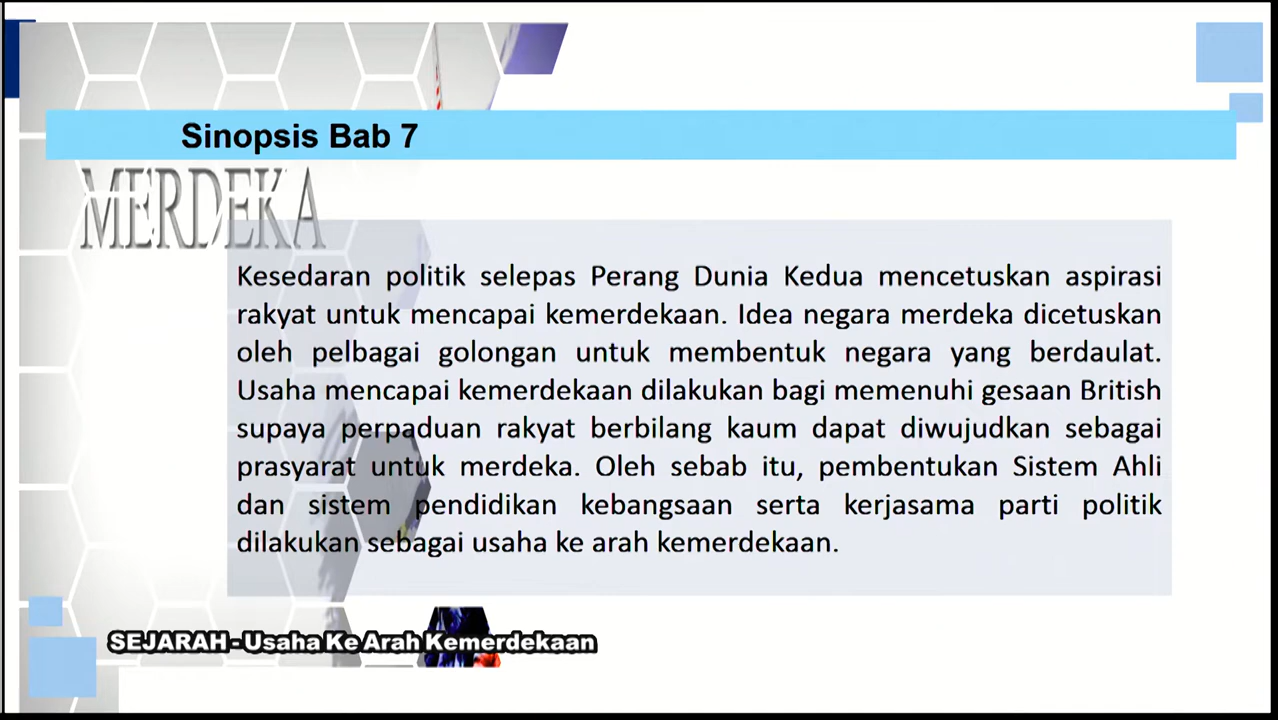 Sinopsis Bab 7
MERDEKA
Kesedaran politik selepas Perang Dunia Kedua mencetuskan aspirasi
rakyat untuk mencapai kemerdekaan. Idea negara merdeka dicetuskan
oleh pelbagai golongan untuk membentuk negara yang berdaulat.
Usaha mencapai kemerdekaan dilakukan bagi memenuhi gesaan British
supaya perpaduan rakyat berbilang kaum dapat diwujudkan sebagai
prasyarat untuk merdeka. Oleh sebab itu, pembentukan Sistem Ahli
dan sistem pendidikan kebangsaan serta kerjasama parti politik
dilakukan sebagai usaha ke arah kemerdekaan.
SEJARAH - Usaha Ke Arah Kemerdekaan